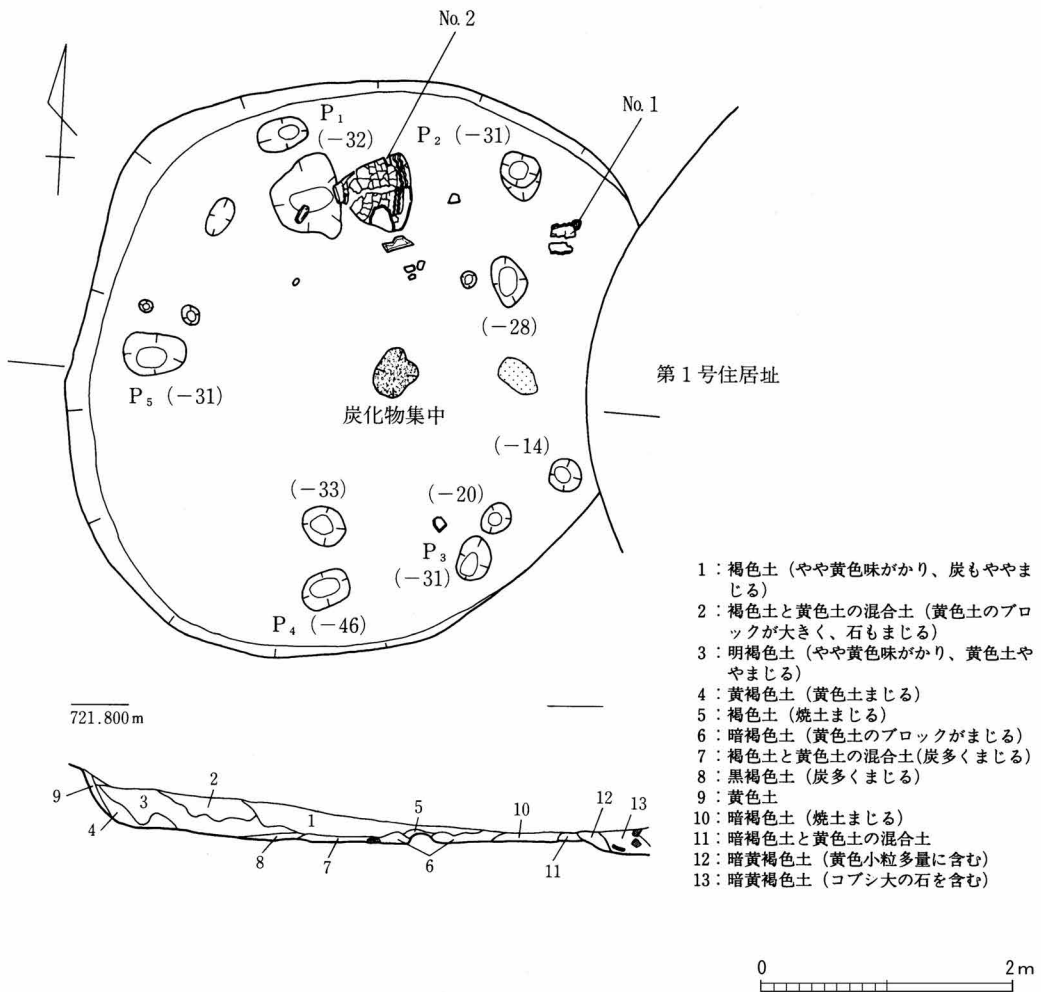 No. 2
No. 1
P₁
(−32)
P₂ (−31)
(−28)
第1号住居址
P₅ (−31)
炭化物集中
(−14)
(−33)
(−20)
P₃
(−31)
P₄ (−46)
1：褐色土（やや黄色味がかり、炭もややま
じる）
2：褐色土と黄色土の混合土（黄色土のブロ
ックが大きく、石もまじる）
3：明褐色土（やや黄色味がかり、黄色土や
やまじる）
4：黄褐色土（黄色土まじる）
5：褐色土（焼土まじる）
6：暗褐色土（黄色土のブロックがまじる）
7：褐色土と黄色土の混合土(炭多くまじる)
8：黒褐色土（炭多くまじる）
9：黄色土
10：暗褐色土（焼土まじる）
11：暗褐色土と黄色土の混合土
12：暗黄褐色土（黄色小粒多量に含む）
13：暗黄褐色土（コブシ大の石を含む）
721.800m
9
4
3
2
1
8
7
5
6
10
11
12
13
0
2m